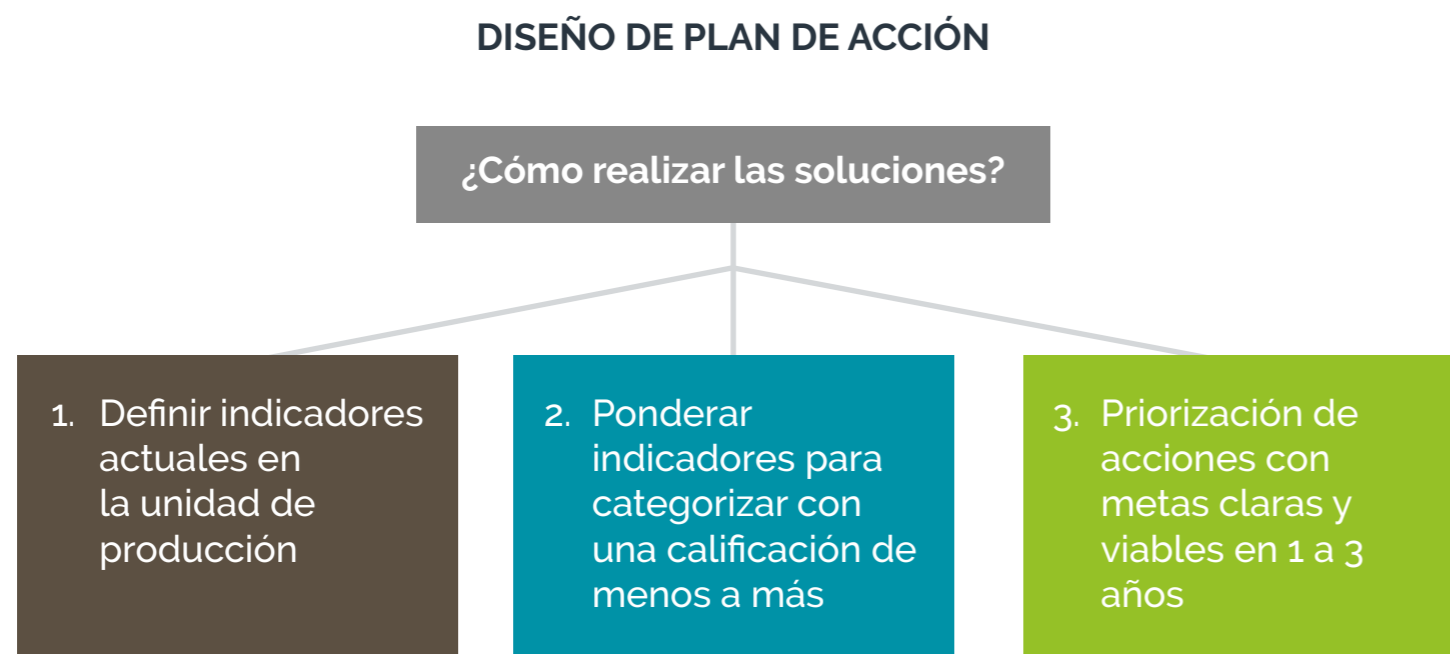 DISEÑO DE PLAN DE ACCIÓN
¿Cómo realizar las soluciones?
1. Definir indicadores
actuales en
la unidad de
producción
2. Ponderar
indicadores para
categorizar con
una calificación de
menos a más
3. Priorización de
acciones con
metas claras y
viables en 1 a 3
años